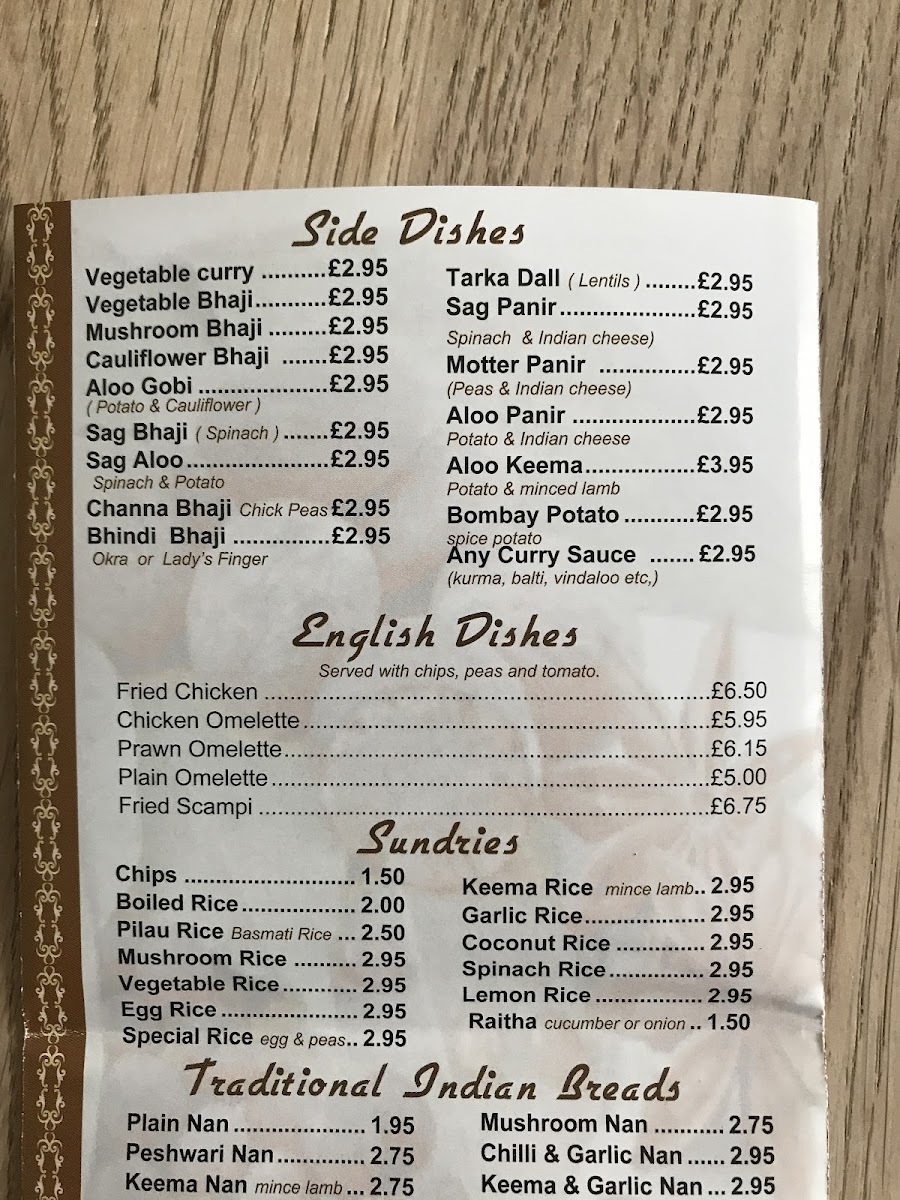 Side Dishes
Vegetable curry ..........£2.95
Vegetable Bhaji...........£2.95
Mushroom Bhaji .........£2.95
Cauliflower Bhaji .......£2.95
Aloo Gobi ....................£2.95
( Potato & Cauliflower )
Sag Bhaji ( Spinach ).......£2.95
Sag Aloo......................£2.95
Spinach & Potato
Channa Bhaji Chick Peas £2.95
Bhindi Bhaji ...............£2.95
Okra or Lady's Finger
Tarka Dall ( Lentils ) ........£2.95
Sag Panir......................£2.95
Spinach & Indian cheese)
Motter Panir ...............£2.95
(Peas & Indian cheese)
Aloo Panir ...................£2.95
Potato & Indian cheese
Aloo Keema.................£3.95
Potato & minced lamb
Bombay Potato ...........£2.95
spice potato
Any Curry Sauce ....... £2.95
(kurma, balti, vindaloo etc,)
English Dishes
Served with chips, peas and tomato.
Fried Chicken ..........................................................................£6.50
Chicken Omelette....................................................................£5.95
Prawn Omelette.......................................................................£6.15
Plain Omelette.........................................................................£5.00
Fried Scampi ...........................................................................£6.75
Sundries
Chips ........................... 1.50
Boiled Rice.................. 2.00
Pilau Rice Basmati Rice ... 2.50
Mushroom Rice .......... 2.95
Vegetable Rice............ 2.95
Egg Rice ...................... 2.95
Special Rice egg & peas.. 2.95
Keema Rice mince lamb.. 2.95
Garlic Rice................... 2.95
Coconut Rice .............. 2.95
Spinach Rice............... 2.95
Lemon Rice ................. 2.95
Raitha cucumber or onion .. 1.50
Traditional Indian Breads
Plain Nan ..................... 1.95
Peshwari Nan.............. 2.75
Keema Nan mince lamb ... 2.75
Mushroom Nan ........... 2.75
Chilli & Garlic Nan ...... 2.95
Keema & Garlic Nan ... 2.95